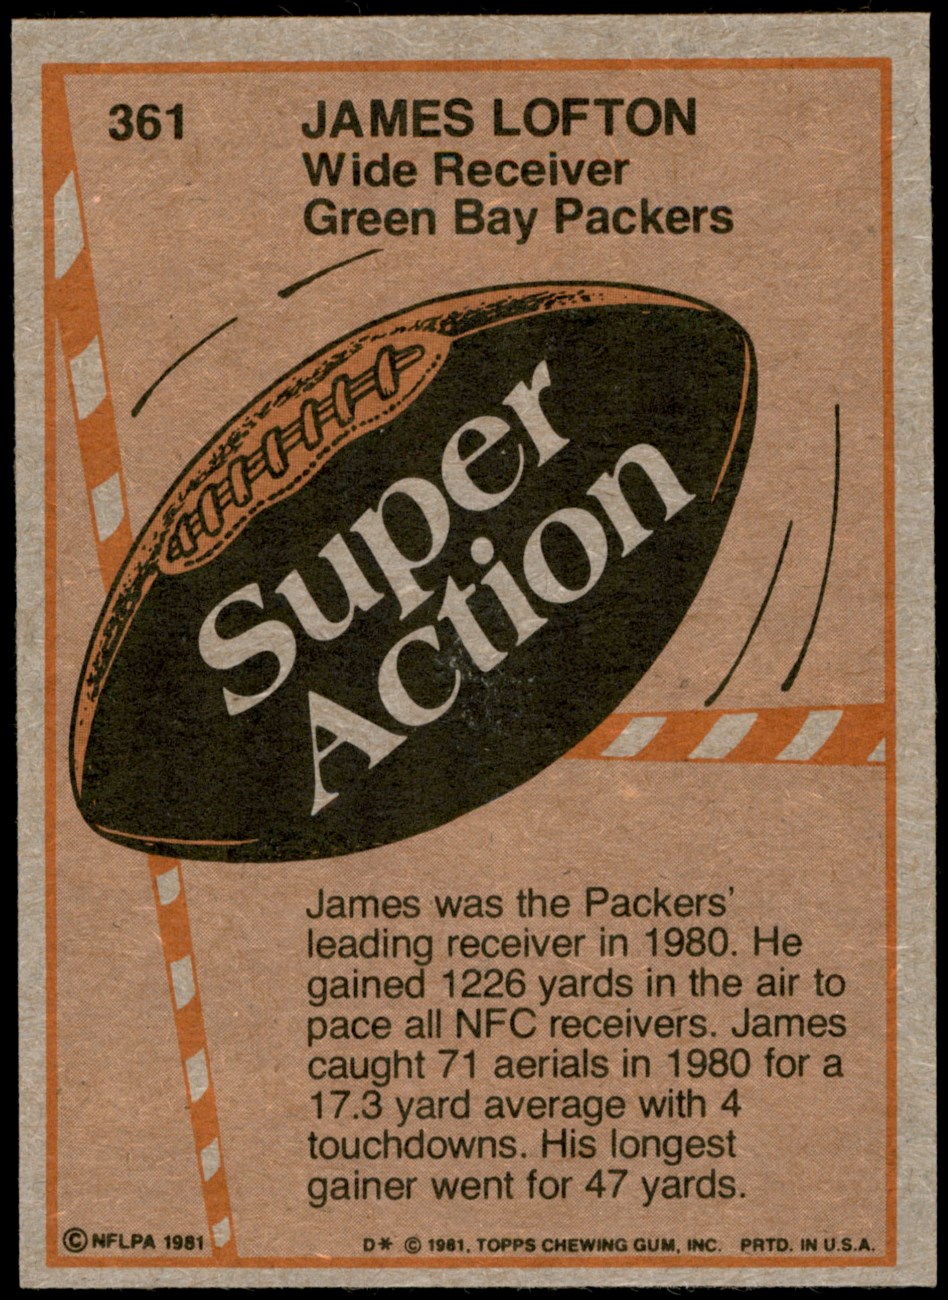 361
JAMES LOFTON
Wide Receiver
Green Bay Packers
Super
Action
James was the Packers'
leading receiver in 1980. He
gained 1226 yards in the air to
pace all NFC receivers. James
caught 71 aerials in 1980 for a
17.3 yard average with 4
touchdowns. His longest
gainer went for 47 yards.
© NFLPA 1981
D* © 1981. TOPPS CHEWING GUM, INC. PRTD. IN U.S.A.